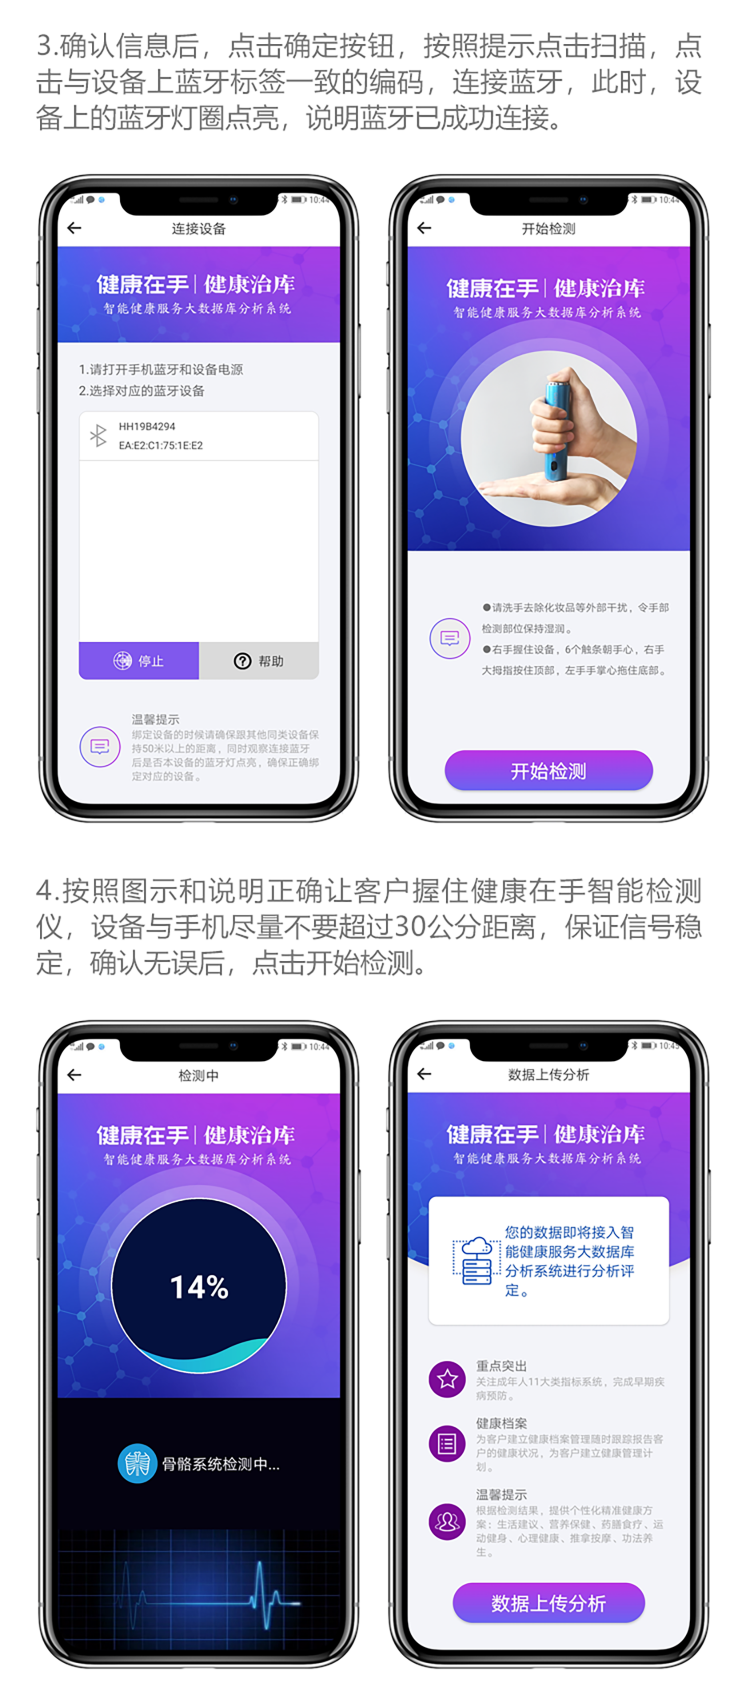 3.确认信息后，点击确定按钮，按照提示点击扫描，点
击与设备上蓝牙标签一致的编码，连接蓝牙，此时，设
备上的蓝牙灯圈点亮，说明蓝牙已成功连接。
10:44
连接设备
健康在手|健康治库
智能健康服务大数据库分析系统
1.请打开手机蓝牙和设备电源
2.选择对应的蓝牙设备
HH19B4294
EA:E2:C1:75:1E:E2
停止
帮助
温馨提示
绑定设备的时候请确保跟其他同类设备保
持50米以上的距离，同时观察连接蓝牙
后是否本设备的蓝牙灯点亮，确保正确绑
定对应的设备。
10:44
开始检测
健康在手|健康治库
智能健康服务大数据库分析系统
●请洗手去除化妆品等外部干扰，令手部
检测部位保持湿润。
●右手握住设备，6个触条朝手心，右手
大拇指按住顶部，左手手掌心拖住底部。
开始检测
4.按照图示和说明正确让客户握住健康在手智能检测
仪，设备与手机尽量不要超过30公分距离，保证信号稳
定，确认无误后，点击开始检测。
10:44
检测中
健康在手|健康治库
智能健康服务大数据库分析系统
14%
骨骼系统检测中...
10:45
数据上传分析
健康在手|健康治库
智能健康服务大数据库分析系统
您的数据即将接入智
能健康服务大数据库
分析系统进行分析评
定。
重点突出
关注成年人11大类指标系统，完成早期疾
病预防。
健康档案
为客户建立健康档案管理随时跟踪报告客
户的健康状况，为客户建立健康管理计
划。
温馨提示
根据检测结果，提供个性化精准健康方
案：生活建议、营养保健、药膳食疗、运
动健身、心理健康、推拿按摩、功法养
生。
数据上传分析